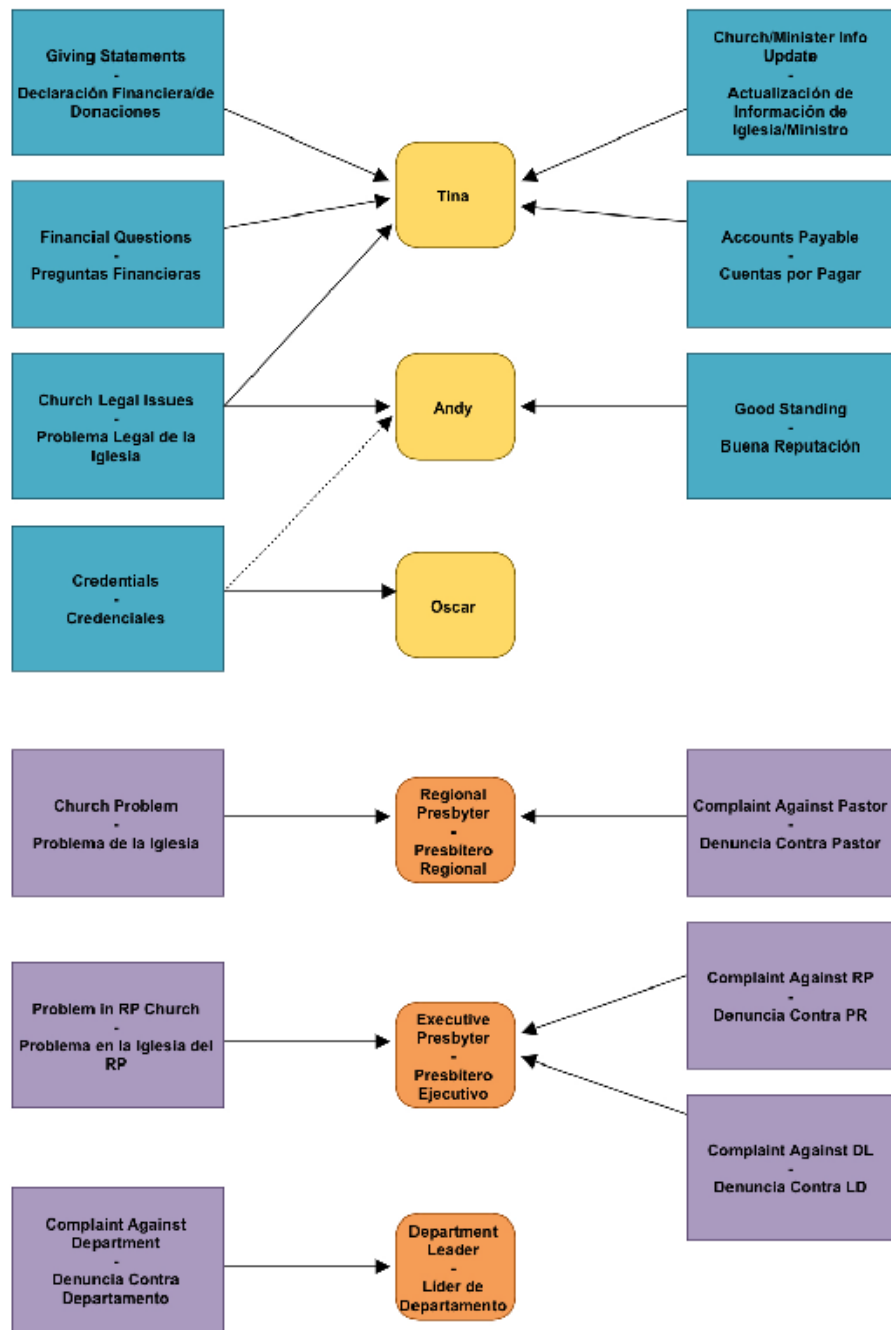 Giving Statements
-
Declaración Financiera/de
Donaciones
Church/Minister Info
Update
-
Actualización de
Información de
Iglesia/Ministro
Tina
Financial Questions
-
Preguntas Financieras
Accounts Payable
-
Cuentas por Pagar
Church Legal Issues
-
Problema Legal de la
Iglesia
Andy
Good Standing
-
Buena Reputación
Credentials
-
Credenciales
Oscar
Church Problem
-
Problema de la Iglesia
Regional
Presbyter
-
Presbítero
Regional
Complaint Against Pastor
-
Denuncia Contra Pastor
Problem in RP Church
-
Problema en la Iglesia del
RP
Executive
Presbyter
-
Presbítero
Ejecutivo
Complaint Against RP
-
Denuncia Contra PR
Complaint Against DL
-
Denuncia Contra LD
Complaint Against
Department
-
Denuncia Contra
Departamento
Department
Leader
-
Líder de
Departamento